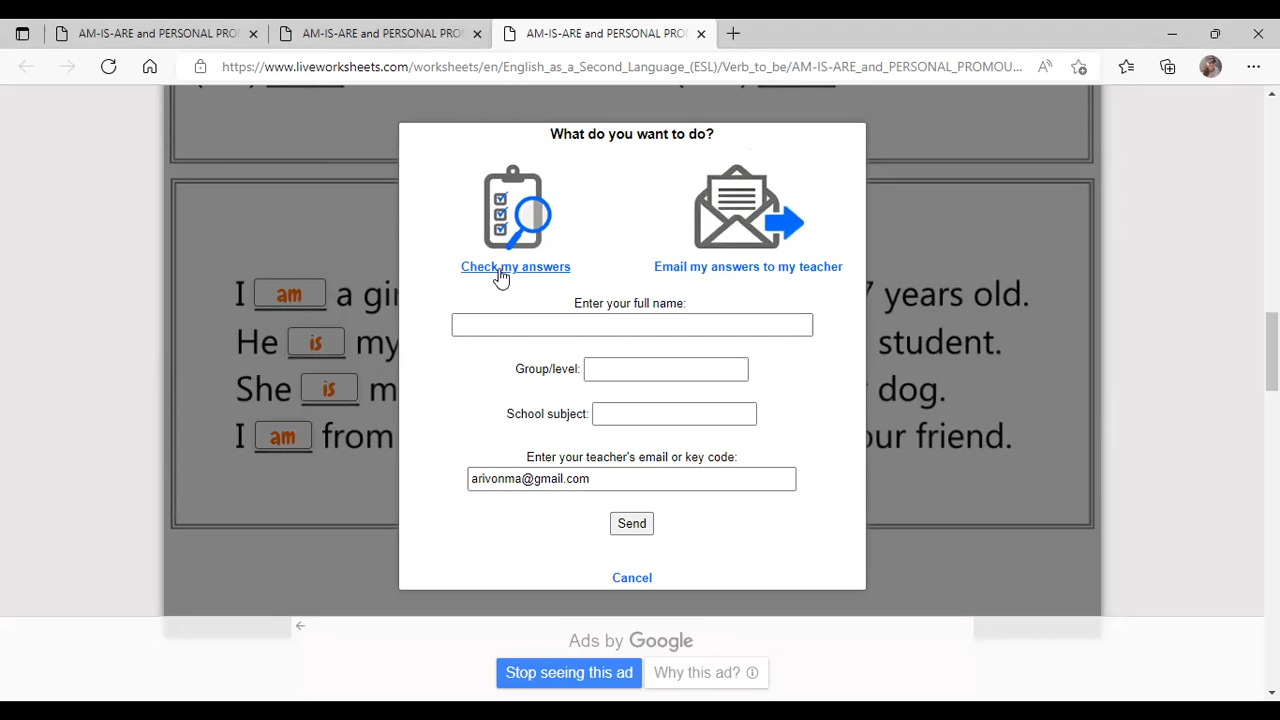 AM-IS-ARE and PERSONAL PRO
AM-IS-ARE and PERSONAL PRO
AM-IS-ARE and PERSONAL PRO
https://www.liveworksheets.com/worksheets/en/English_as_a_Second_Language_(ESL)/Verb_to_be/AM-IS-ARE_and_PERSONAL_PROMOU...
What do you want to do?
Check my answers
Email my answers to my teacher
Enter your full name:
Group/level:
School subject:
Enter your teacher's email or key code:
arivonma@gmail.com
Send
Cancel
I am a gir
7 years old.
He is my
student.
She is m
dog.
I am from
our friend.
Ads by Google
Stop seeing this ad
Why this ad?